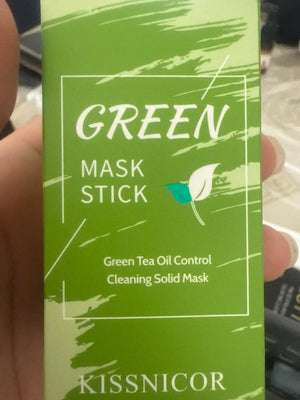 GREEN
MASK
STICK
Green Tea Oil Control
Cleaning Solid Mask
KISSNICOR